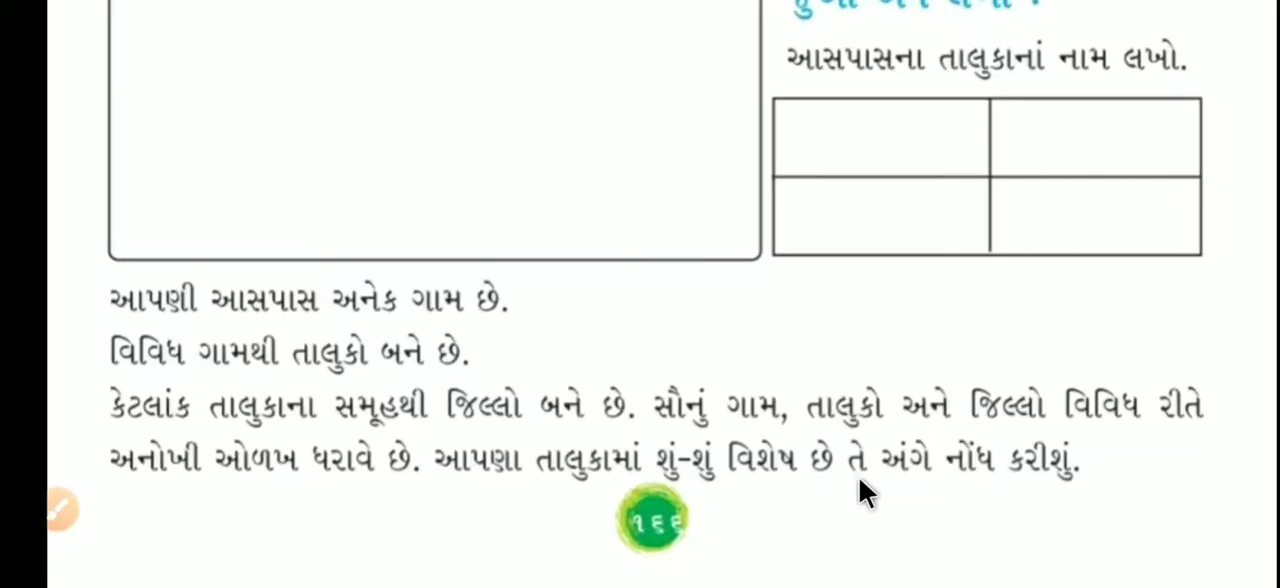 આસપાસના તાલુકાનાં નામ લખો.
આપણી આસપાસ અનેક ગામ છે.
વિવિધ ગામથી તાલુકો બને છે.
કેટલાંક તાલુકાના સમૂહથી જિલ્લો બને છે. સૌનું ગામ, તાલુકો અને જિલ્લો વિવિધ રીતે
અનોખી ઓળખ ધરાવે છે. આપણા તાલુકામાં શું-શું વિશેષ છે તે અંગે નોંધ કરીશું.
૧૬૬